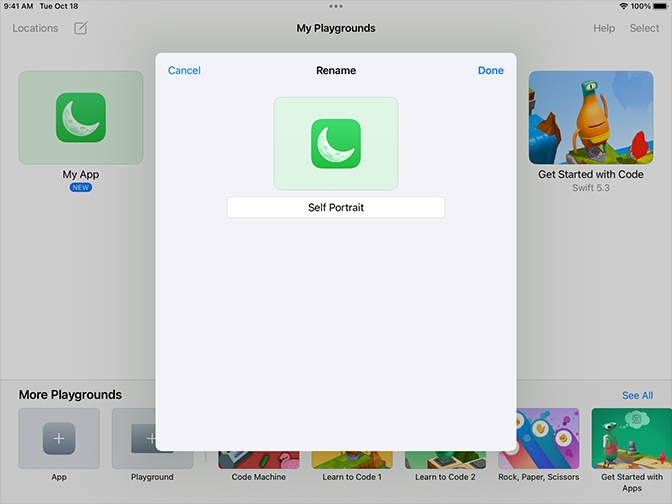 9:41 AM Tue Oct 18
100%
Locations
My Playgrounds
Help Select
Cancel
Rename
Done
Self Portrait
My App
NEW
Get Started with Code
Swift 5.3
More Playgrounds
See All
App
Playground
Code Machine
Learn to Code 1
Learn to Code 2
Rock, Paper, Scissors
Get Started with
Apps